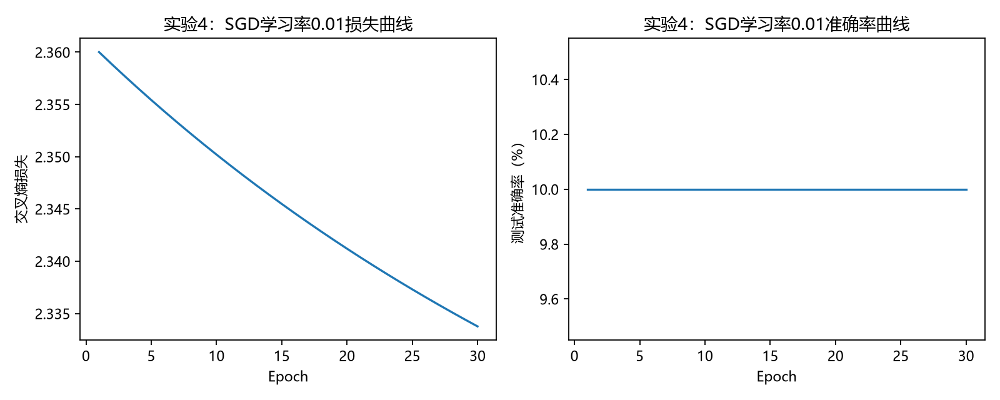 实验4：SGD学习率0.01损失曲线
交叉熵损失
2.360
2.355
2.350
2.345
2.340
2.335
0 5 10 15 20 25 30
Epoch
实验4：SGD学习率0.01准确率曲线
测试准确率（%）
10.4
10.2
10.0
9.8
9.6
0 5 10 15 20 25 30
Epoch